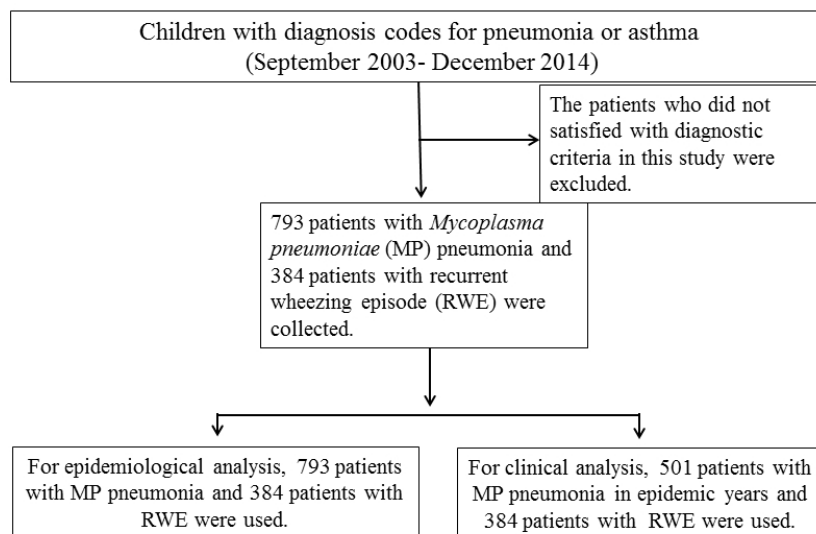 Children with diagnosis codes for pneumonia or asthma
(September 2003- December 2014)
The patients who did not
satisfied with diagnostic
criteria in this study were
excluded.
793 patients with Mycoplasma
pneumoniae (MP) pneumonia and
384 patients with recurrent
wheezing episode (RWE) were
collected.
For epidemiological analysis, 793 patients
with MP pneumonia and 384 patients with
RWE were used.
For clinical analysis, 501 patients with
MP pneumonia in epidemic years and
384 patients with RWE were used.